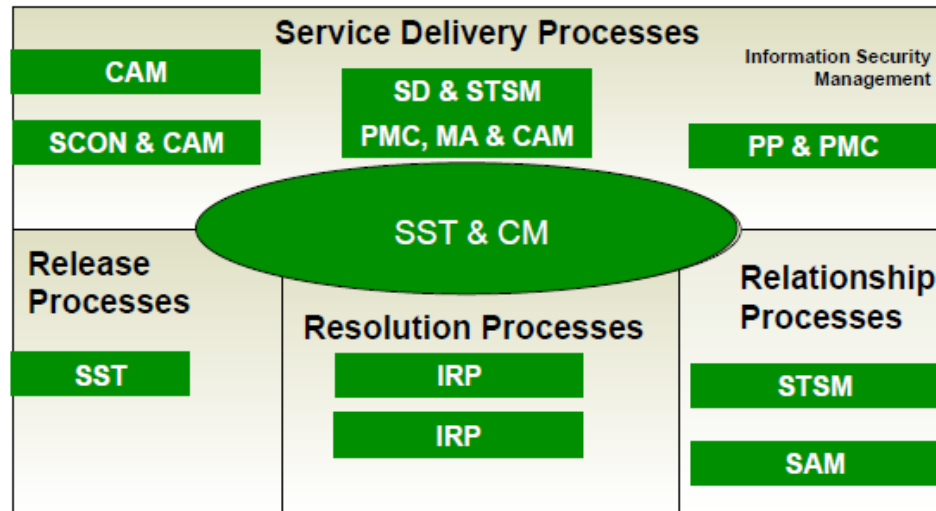 Service Delivery Processes
CAM
SCON & CAM
SD & STSM
PMC, MA & CAM
Information Security
Management
PP & PMC
SST & CM
Release
Processes
SST
Resolution Processes
IRP
IRP
Relationship
Processes
STSM
SAM